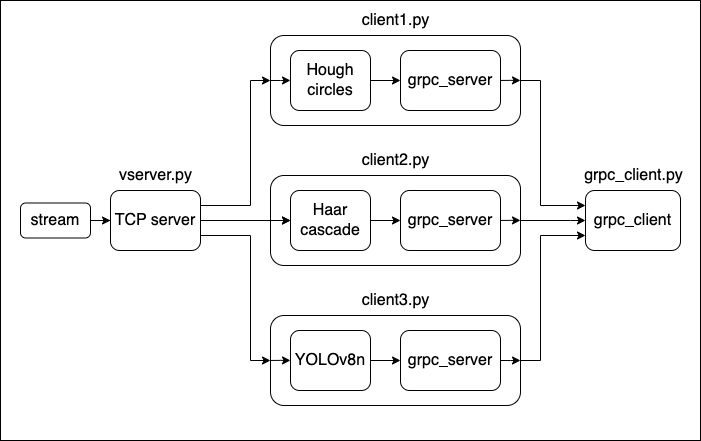 client1.py
Hough
circles
grpc_server
client2.py
vserver.py
grpc_client.py
stream
TCP server
Haar
cascade
grpc_server
grpc_client
client3.py
YOLOv8n
grpc_server